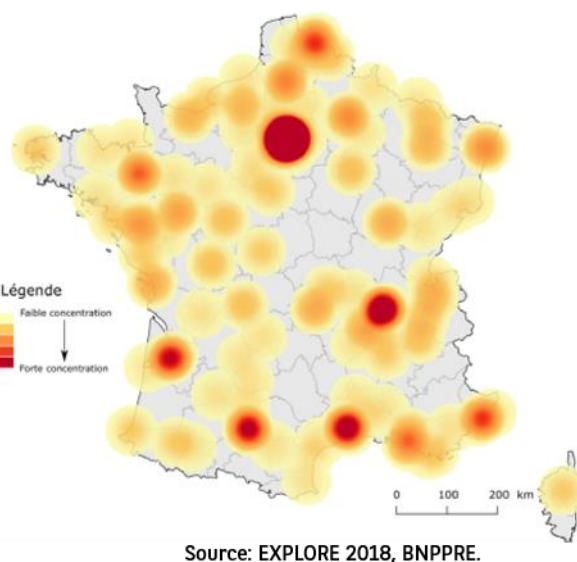 Légende
Faible concentration
Forte concentration
0 100 200 km
Source: EXPLORE 2018, BNPPRE.